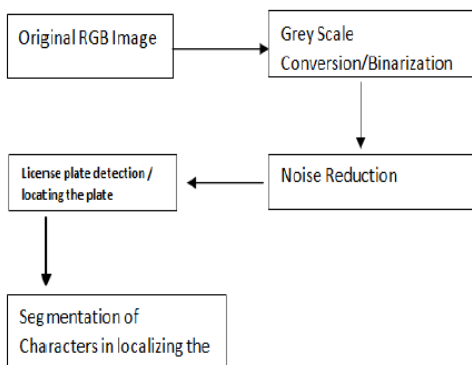 Original RGB Image
Grey Scale
Conversion/Binarization
Noise Reduction
License plate detection /
locating the plate
Segmentation of
Characters in localizing the